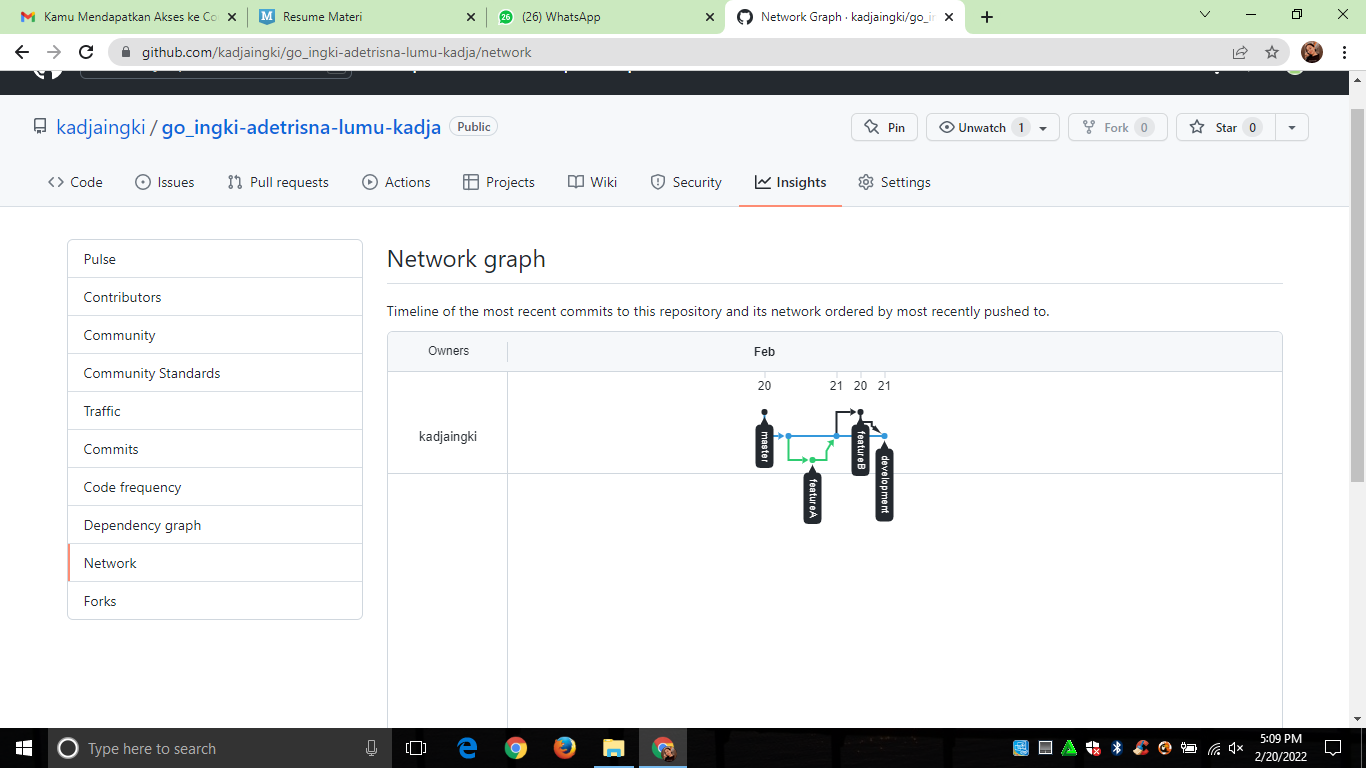 Kamu Mendapatkan Akses ke Co
Resume Materi
(26) WhatsApp
Network Graph · kadjaingki/go_in
github.com/kadjaingki/go_ingki-adetrisna-lumu-kadja/network
kadjaingki / go_ingki-adetrisna-lumu-kadja Public
Pin
Unwatch 1
Fork 0
Star 0
Code
Issues
Pull requests
Actions
Projects
Wiki
Security
Insights
Settings
Pulse
Contributors
Community
Community Standards
Traffic
Commits
Code frequency
Dependency graph
Network
Forks
Network graph
Timeline of the most recent commits to this repository and its network ordered by most recently pushed to.
Owners
Feb
20 21 20 21
kadjaingki
master
featureA
featureB
development
Type here to search
5:09 PM
2/20/2022